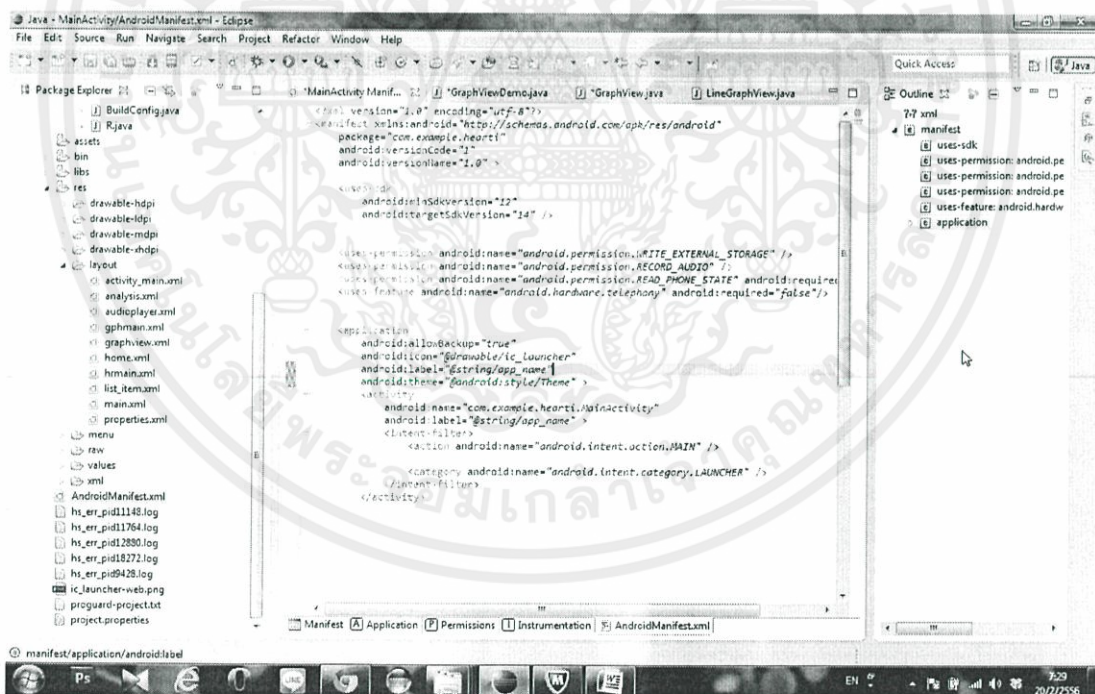 Java - MainActivity/AndroidManifest.xml - Eclipse
File Edit Source Run Navigate Search Project Refactor Window Help
Quick Access
Java
Package Explorer
BuildConfig.java
R.java
assets
bin
libs
res
drawable-hdpi
drawable-ldpi
drawable-mdpi
drawable-xhdpi
layout
activity_main.xml
analysis.xml
audioplayer.xml
gphmain.xml
graphview.xml
home.xml
hrmain.xml
list_item.xml
main.xml
properties.xml
menu
raw
values
xml
AndroidManifest.xml
hs_err_pid11148.log
hs_err_pid11764.log
hs_err_pid12880.log
hs_err_pid18272.log
hs_err_pid9428.log
ic_launcher-web.png
proguard-project.txt
project.properties
*MainActivity Manif...
*GraphViewDemo.java
*GraphView.java
LineGraphView.java
<?xml version="1.0" encoding="utf-8"?>
<manifest xmlns:android="http://schemas.android.com/apk/res/android"
package="com.example.hearti"
android:versionCode="1"
android:versionName="1.0" >
<uses-sdk
android:minSdkVersion="12"
android:targetSdkVersion="14" />
<uses-permission android:name="android.permission.WRITE_EXTERNAL_STORAGE" />
<uses-permission android:name="android.permission.RECORD_AUDIO" />
<uses-permission android:name="android.permission.READ_PHONE_STATE" android:required
<uses-feature android:name="android.hardware.telephony" android:required="false"/>
<application
android:allowBackup="true"
android:icon="@drawable/ic_launcher"
android:label="@string/app_name"
android:theme="@android:style/Theme" >
<activity
android:name="com.example.hearti.MainActivity"
android:label="@string/app_name" >
<intent-filter>
<action android:name="android.intent.action.MAIN" />
<category android:name="android.intent.category.LAUNCHER" />
</intent-filter>
</activity>
Manifest Application Permissions Instrumentation AndroidManifest.xml
Outline
?-? xml
manifest
uses-sdk
uses-permission: android.pe
uses-permission: android.pe
uses-permission: android.pe
uses-feature: android.hardw
application
manifest/application/android:label
Ps
LINE
EN
7:29
20/2/2556